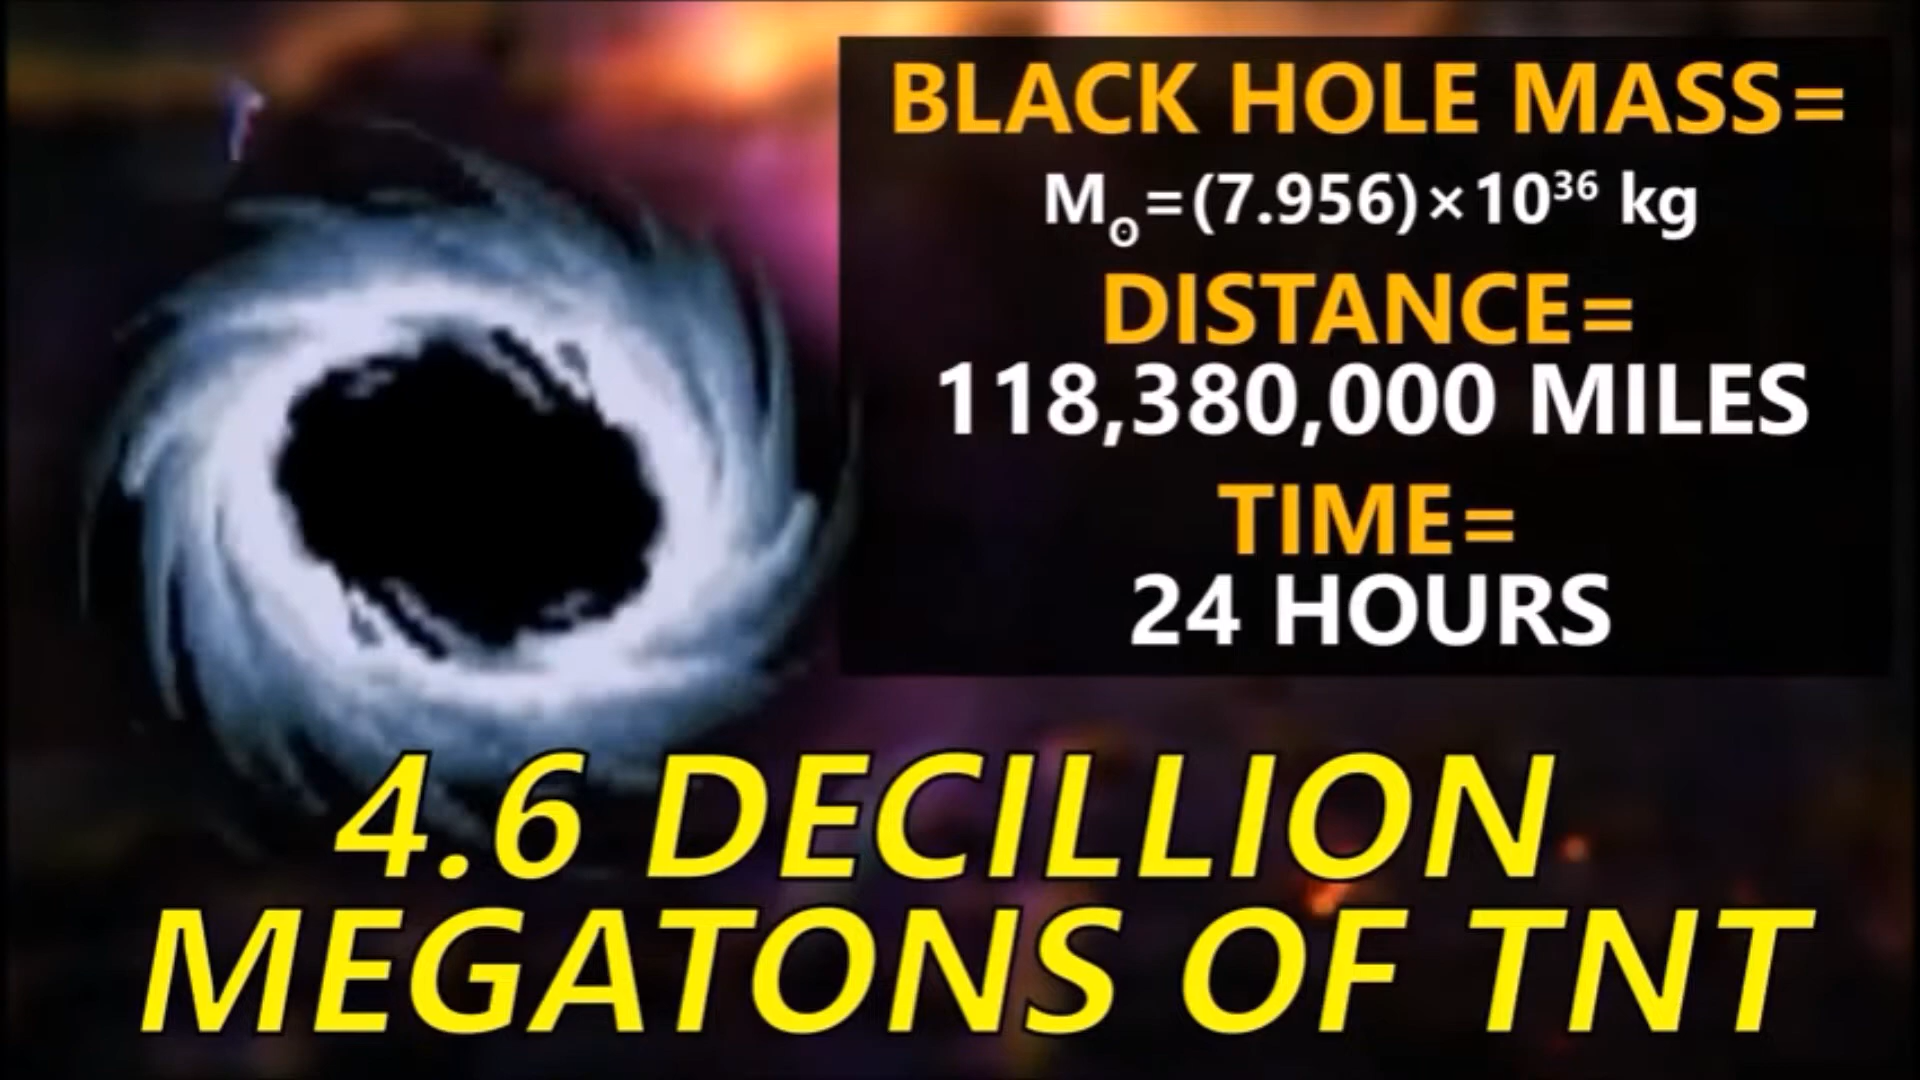 BLACK HOLE MASS=
M⊙=(7.956)×10³⁶ kg
DISTANCE=
118,380,000 MILES
TIME=
24 HOURS
4.6 DECILLION
MEGATONS OF TNT